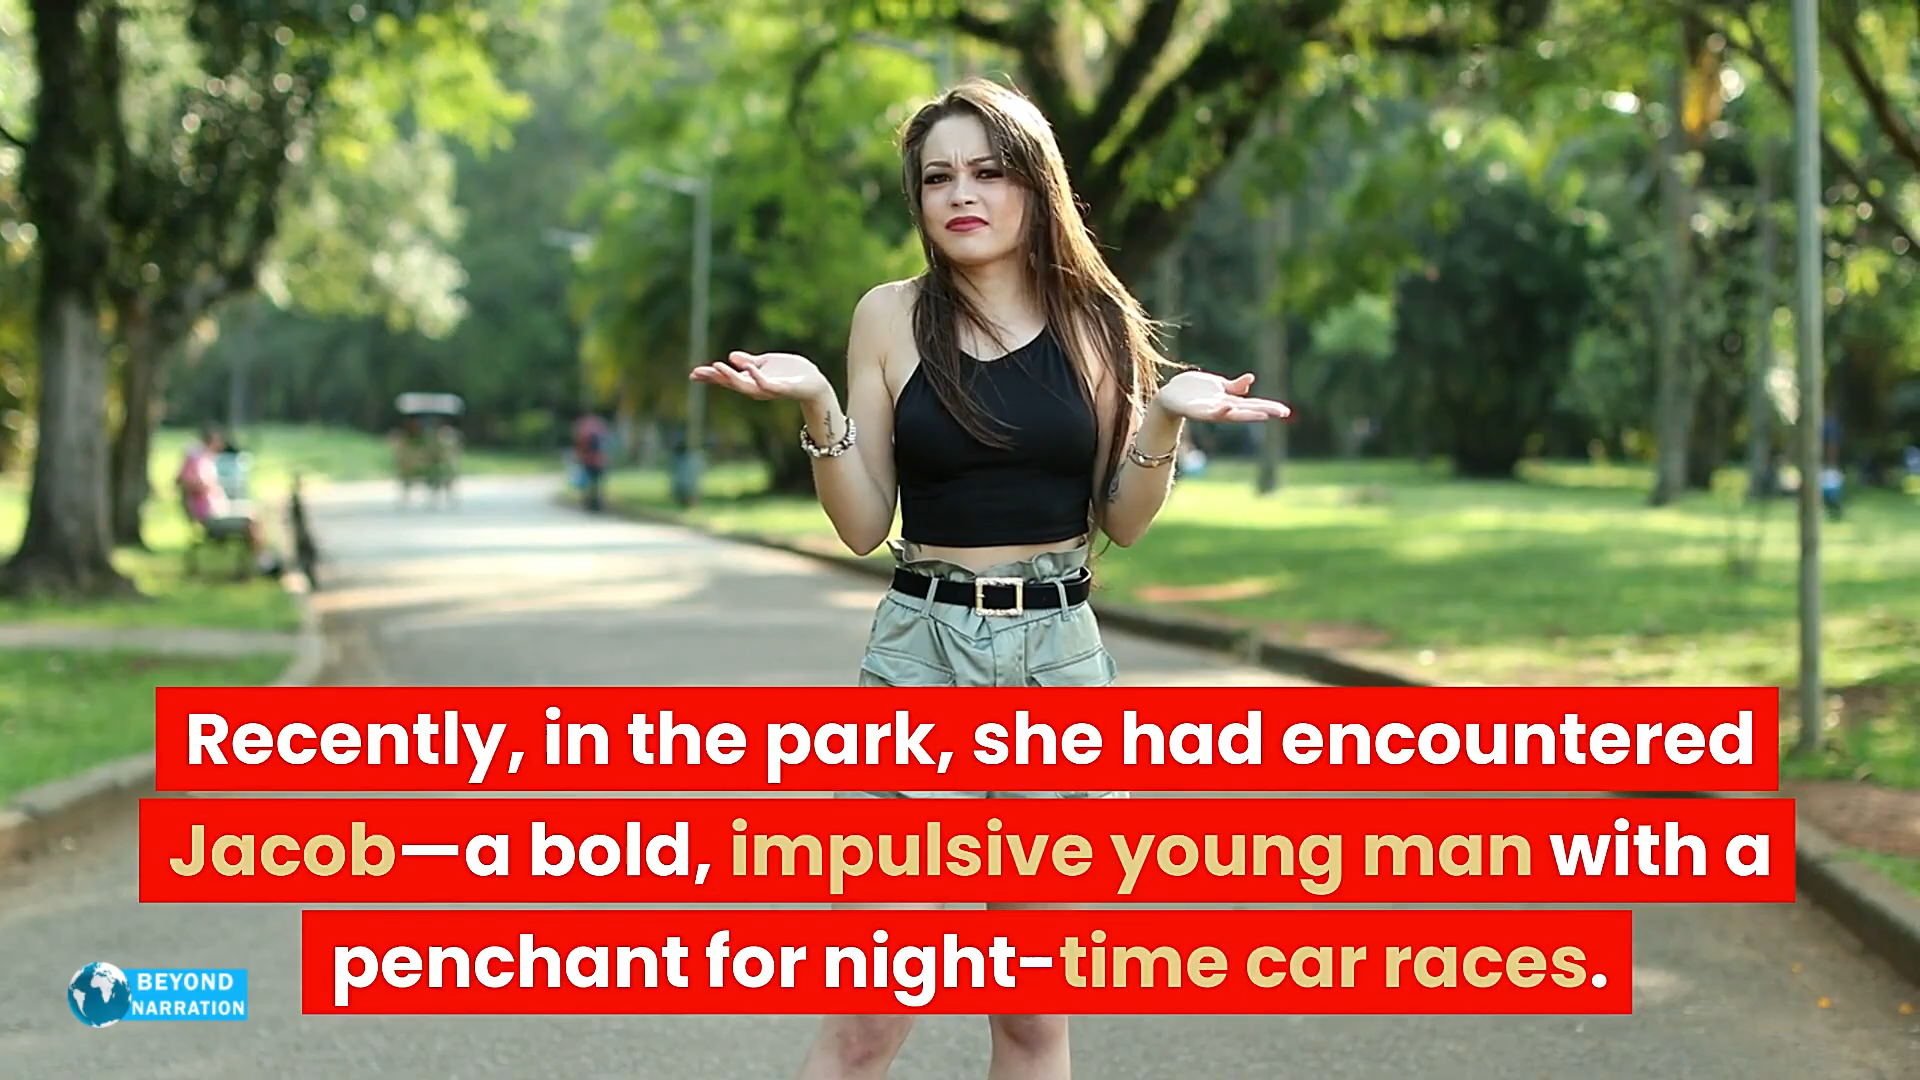 Recently, in the park, she had encountered
Jacob—a bold, impulsive young man with a
penchant for night-time car races.
BEYOND
NARRATION